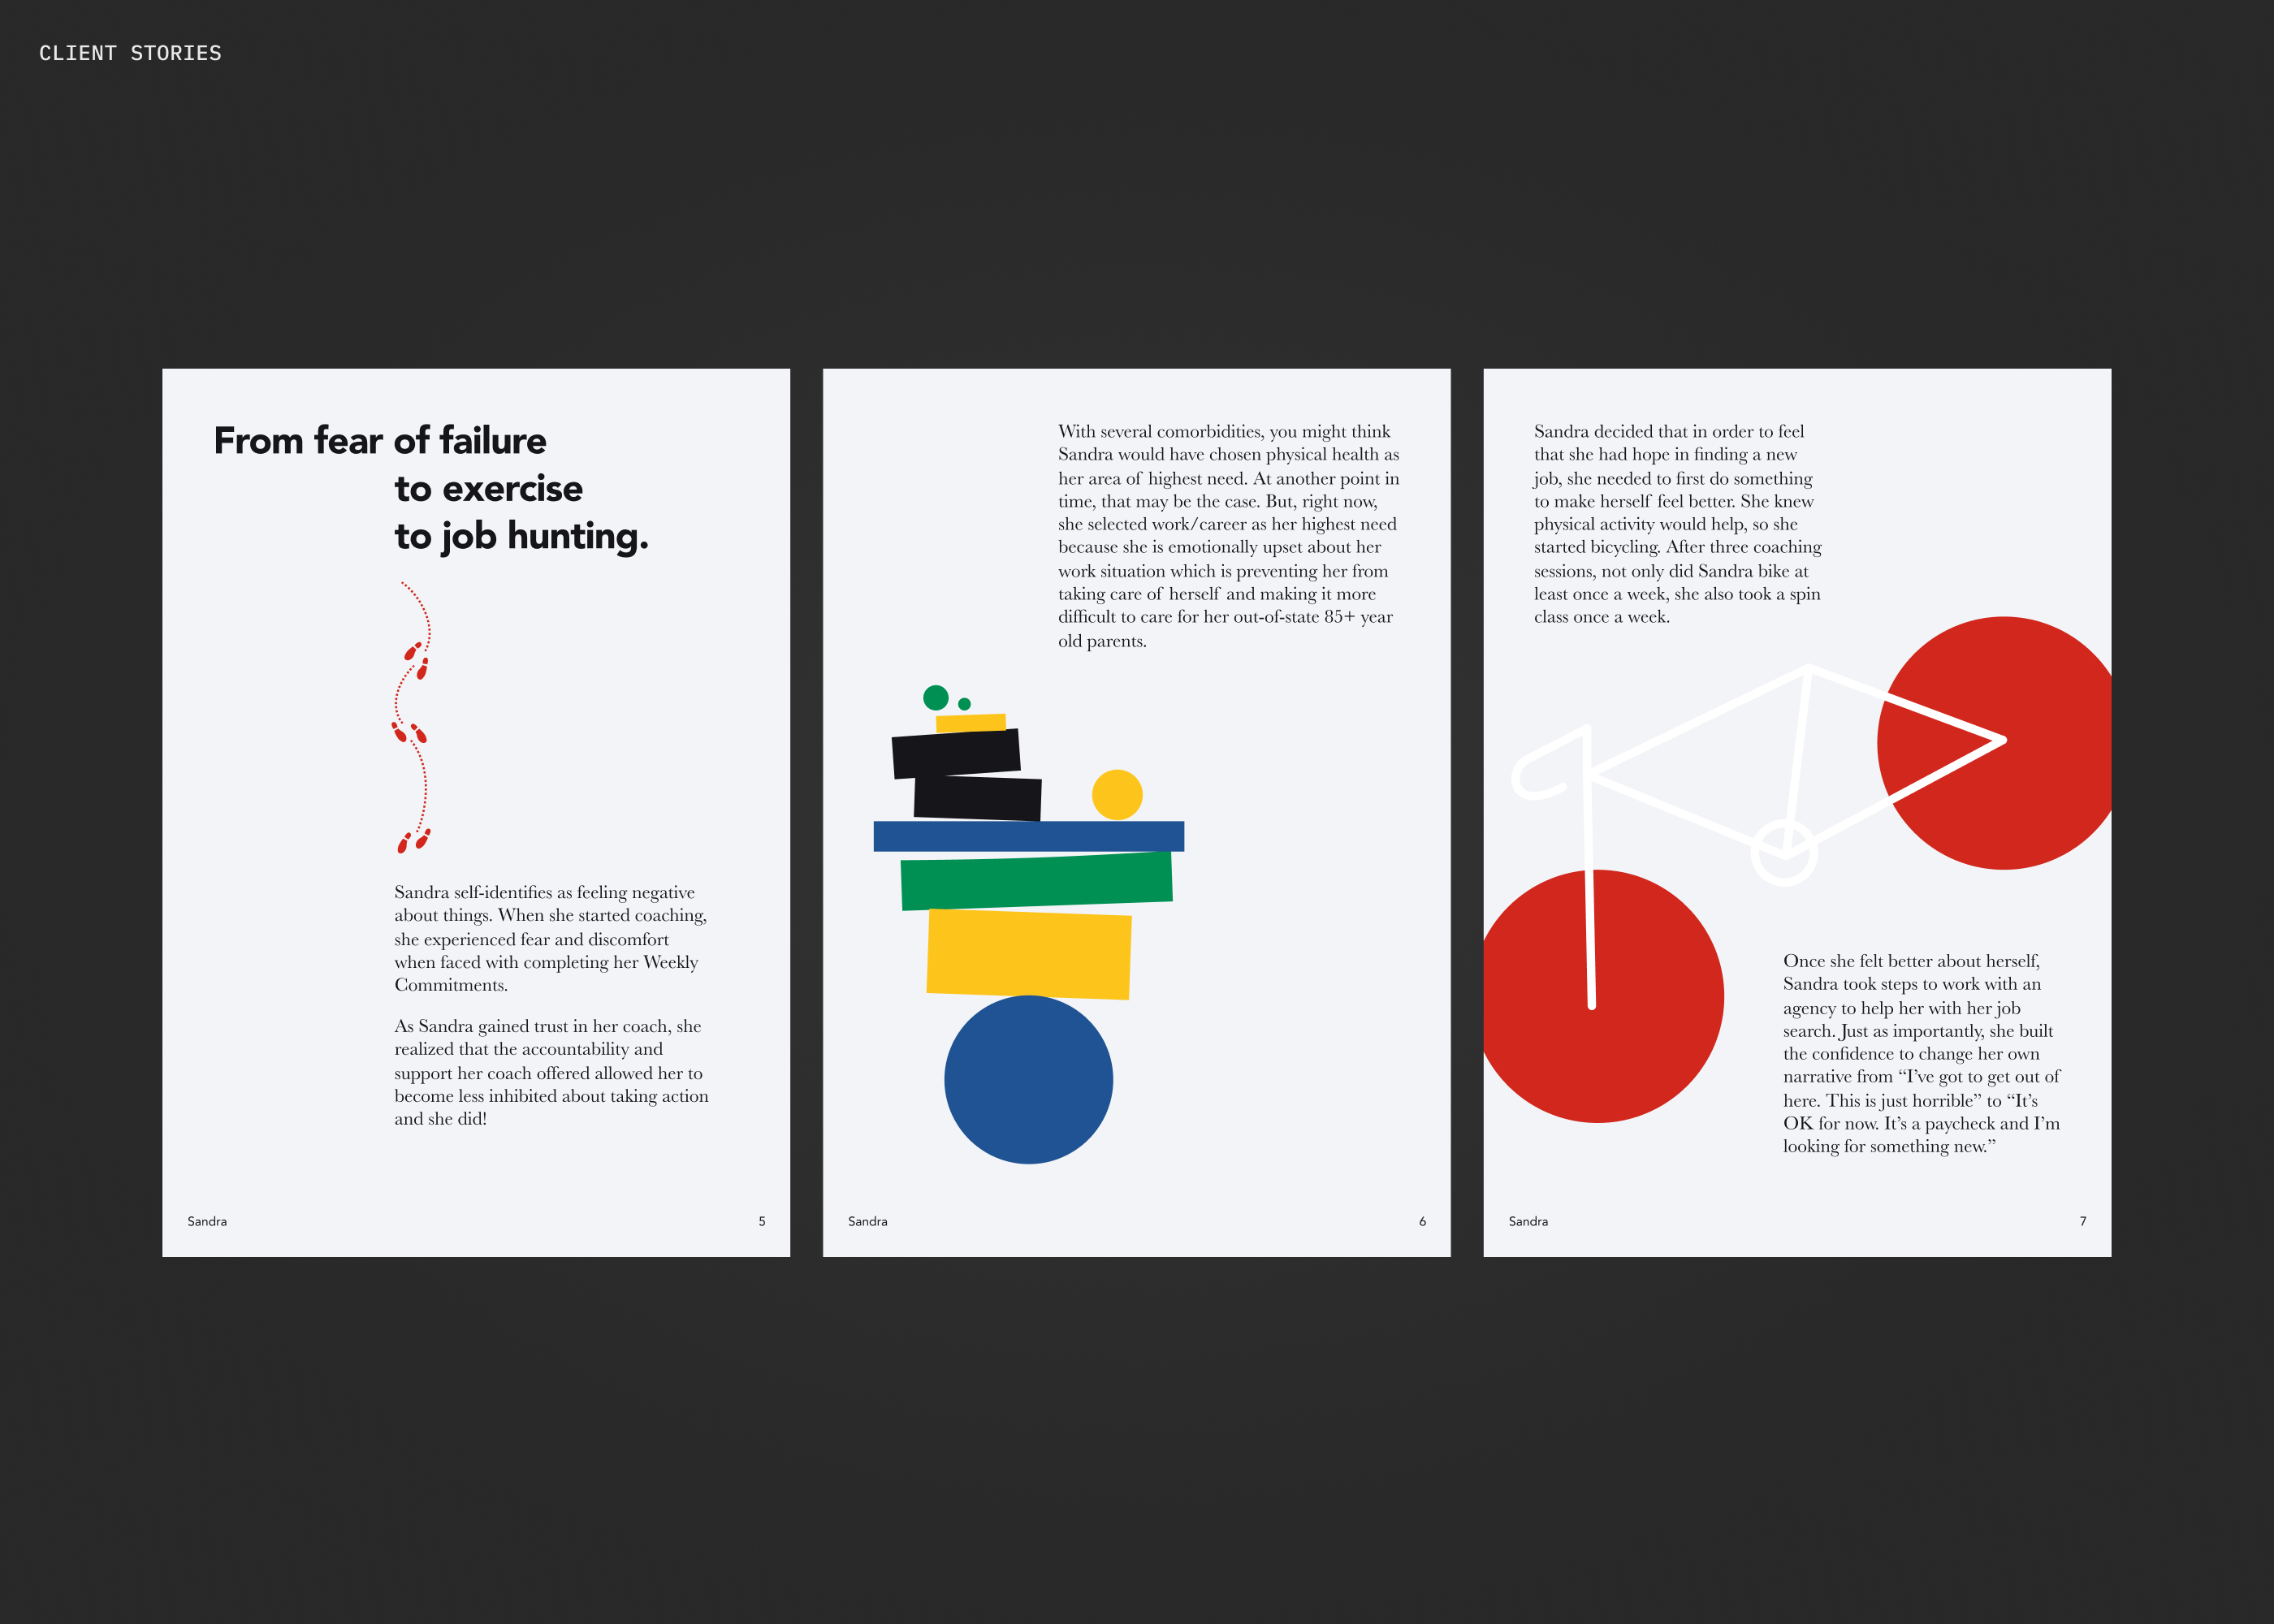 CLIENT STORIES
From fear of failure
to exercise
to job hunting.
Sandra self-identifies as feeling negative
about things. When she started coaching,
she experienced fear and discomfort
when faced with completing her Weekly
Commitments.
As Sandra gained trust in her coach, she
realized that the accountability and
support her coach offered allowed her to
become less inhibited about taking action
and she did!
Sandra
5
With several comorbidities, you might think
Sandra would have chosen physical health as
her area of highest need. At another point in
time, that may be the case. But, right now,
she selected work/career as her highest need
because she is emotionally upset about her
work situation which is preventing her from
taking care of herself and making it more
difficult to care for her out-of-state 85+ year
old parents.
Sandra
6
Sandra decided that in order to feel
that she had hope in finding a new
job, she needed to first do something
to make herself feel better. She knew
physical activity would help, so she
started bicycling. After three coaching
sessions, not only did Sandra bike at
least once a week, she also took a spin
class once a week.
Once she felt better about herself,
Sandra took steps to work with an
agency to help her with her job
search. Just as importantly, she built
the confidence to change her own
narrative from “I’ve got to get out of
here. This is just horrible” to “It’s
OK for now. It’s a paycheck and I’m
looking for something new.”
Sandra
7